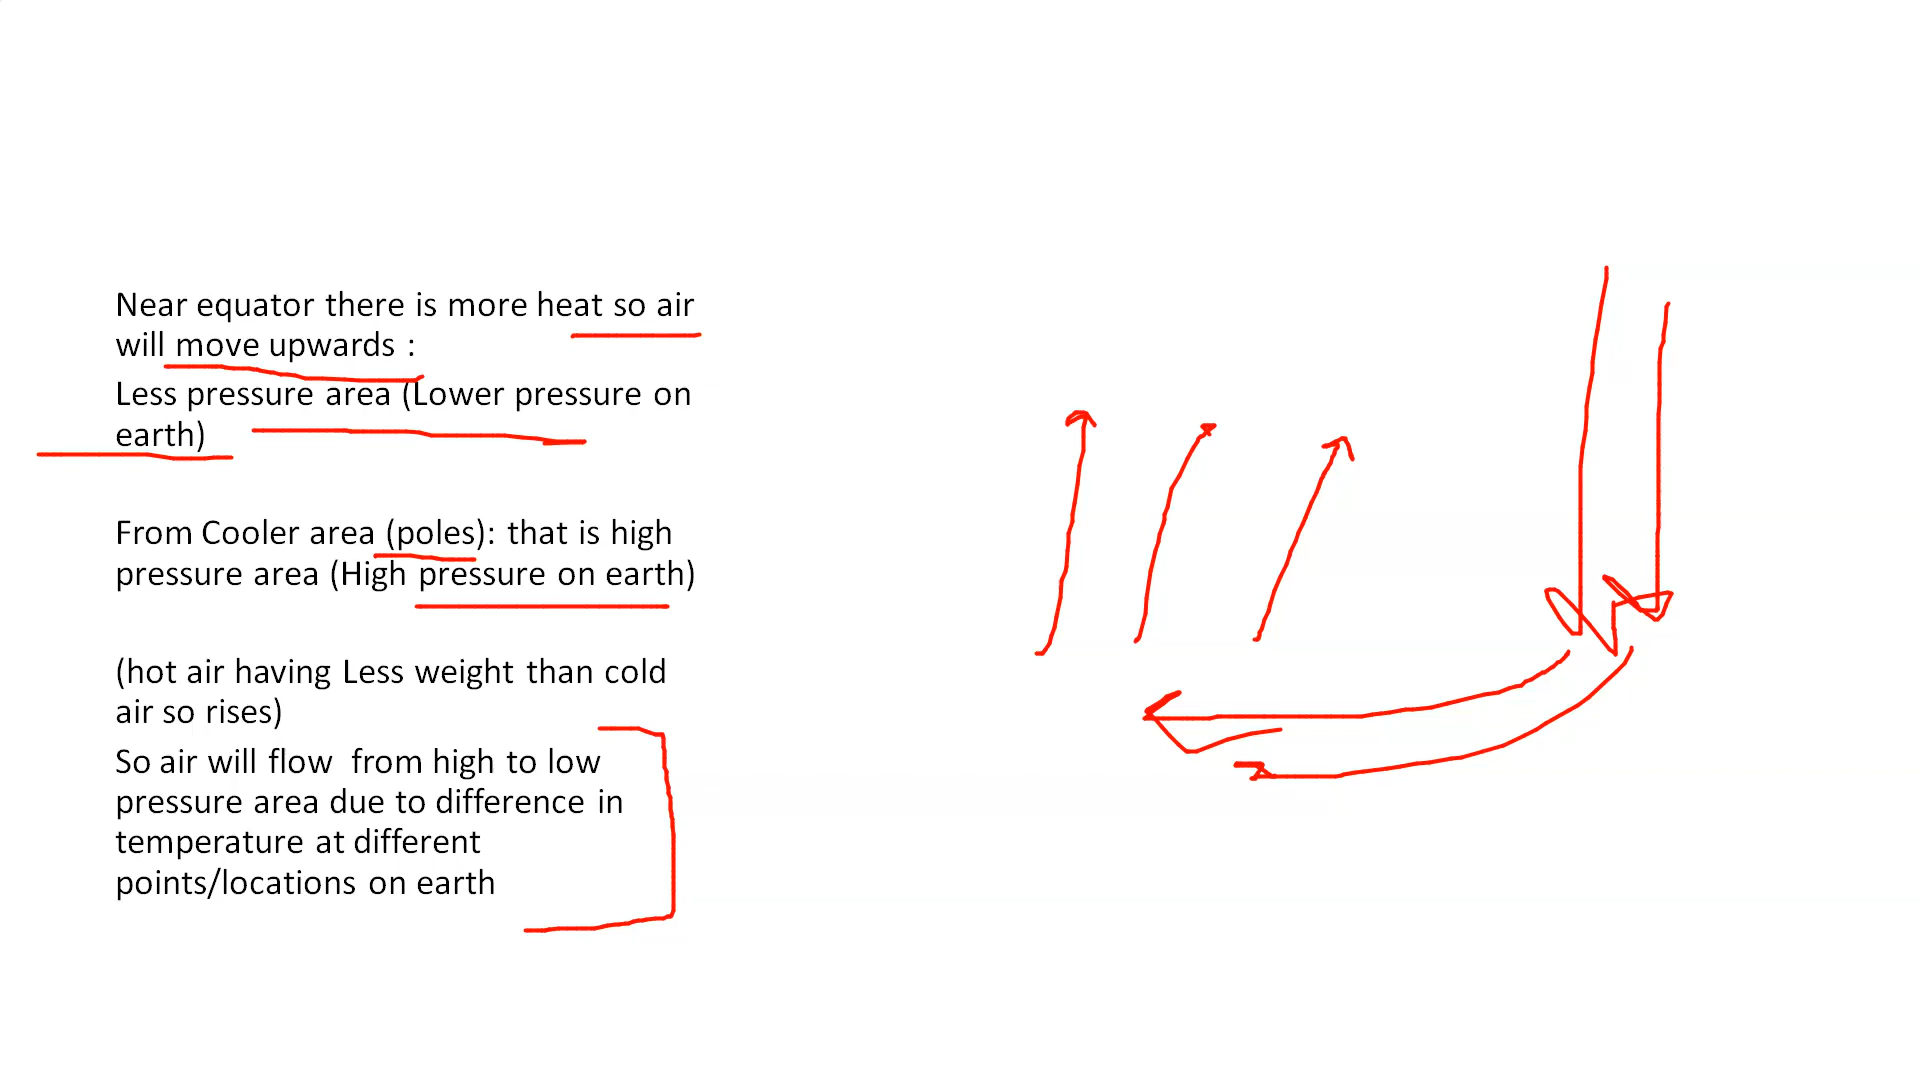 Near equator there is more heat so air
will move upwards :
Less pressure area (Lower pressure on
earth)
From Cooler area (poles): that is high
pressure area (High pressure on earth)
(hot air having Less weight than cold
air so rises)
So air will flow  from high to low
pressure area due to difference in
temperature at different
points/locations on earth